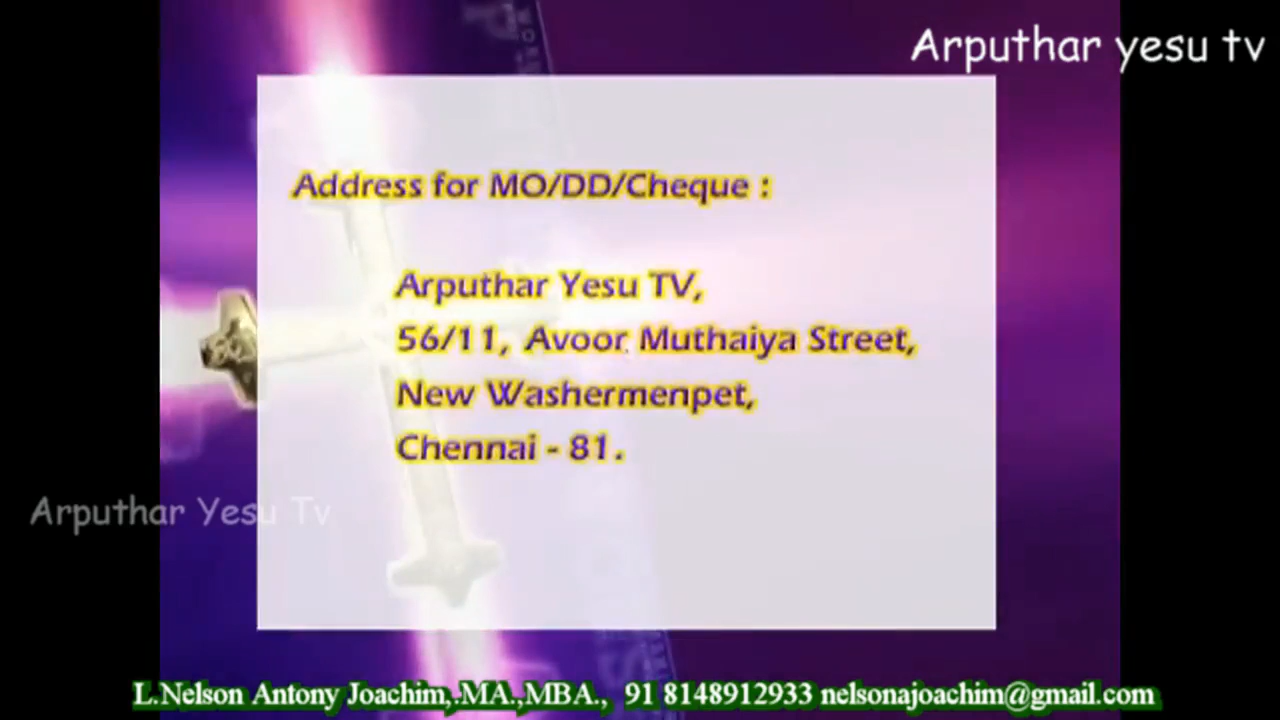 Arputhar yesu tv
Address for MO/DD/Cheque :
Arputhar Yesu TV,
56/11, Avoor Muthaiya Street,
New Washermenpet,
Chennai - 81.
Arputhar Yesu Tv
L.Nelson Antony Joachim,.MA.,MBA., 91 8148912933 nelsonajoachim@gmail.com